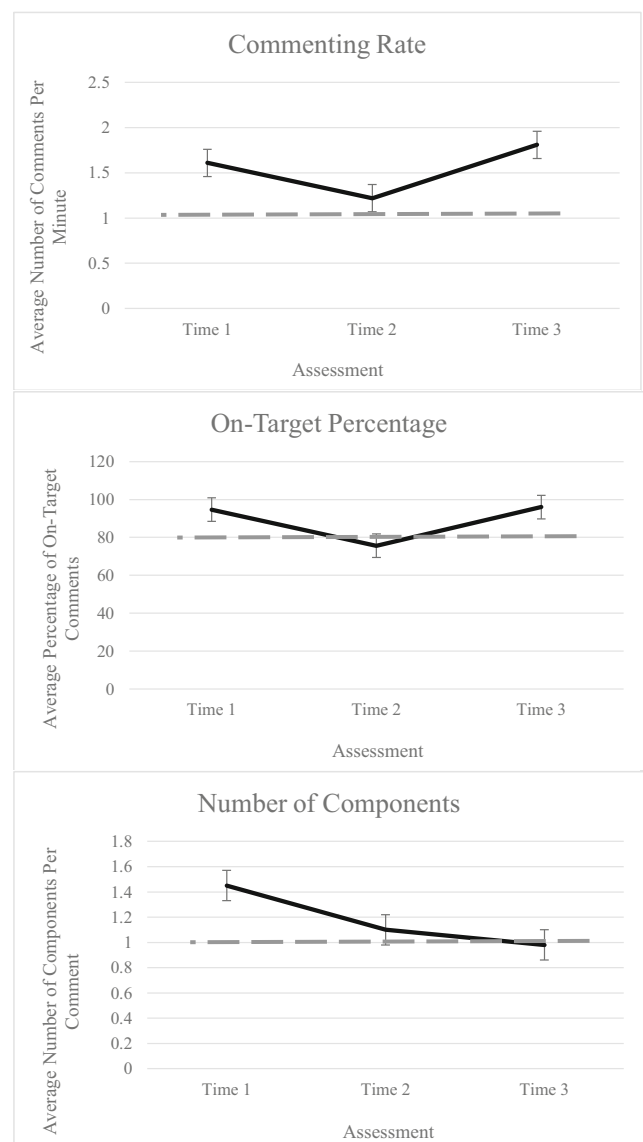 Commenting Rate
Average Number of Comments Per
Minute
2.5
2
1.5
1
0.5
0
Time 1
Time 2
Time 3
Assessment
On-Target Percentage
Average Percentage of On-Target
Comments
120
100
80
60
40
20
0
Time 1
Time 2
Time 3
Assessment
Number of Components
Average Number of Components Per
Comment
1.8
1.6
1.4
1.2
1
0.8
0.6
0.4
0.2
0
Time 1
Time 2
Time 3
Assessment